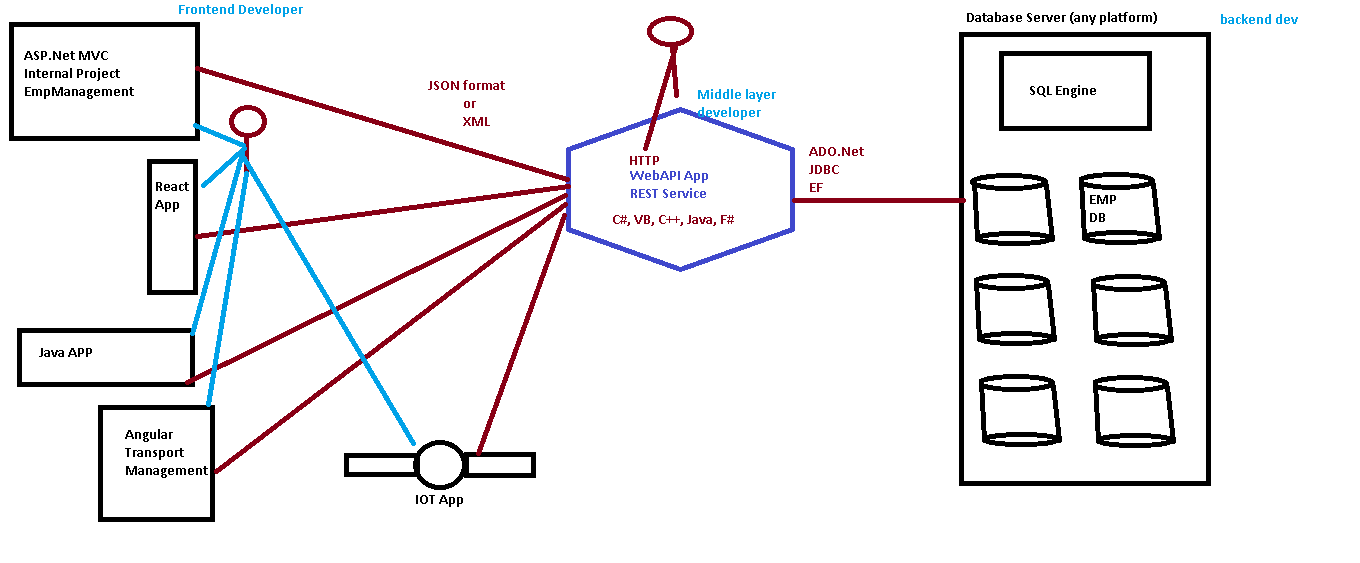 Frontend Developer
ASP.Net MVC
Internal Project
EmpManagement
React
App
Java APP
Angular
Transport
Management
IOT App
JSON format
or
XML
Middle layer
developer
HTTP
WebAPI App
REST Service
C#, VB, C++, Java, F#
ADO.Net
JDBC
EF
Database Server (any platform)
backend dev
SQL Engine
EMP
DB